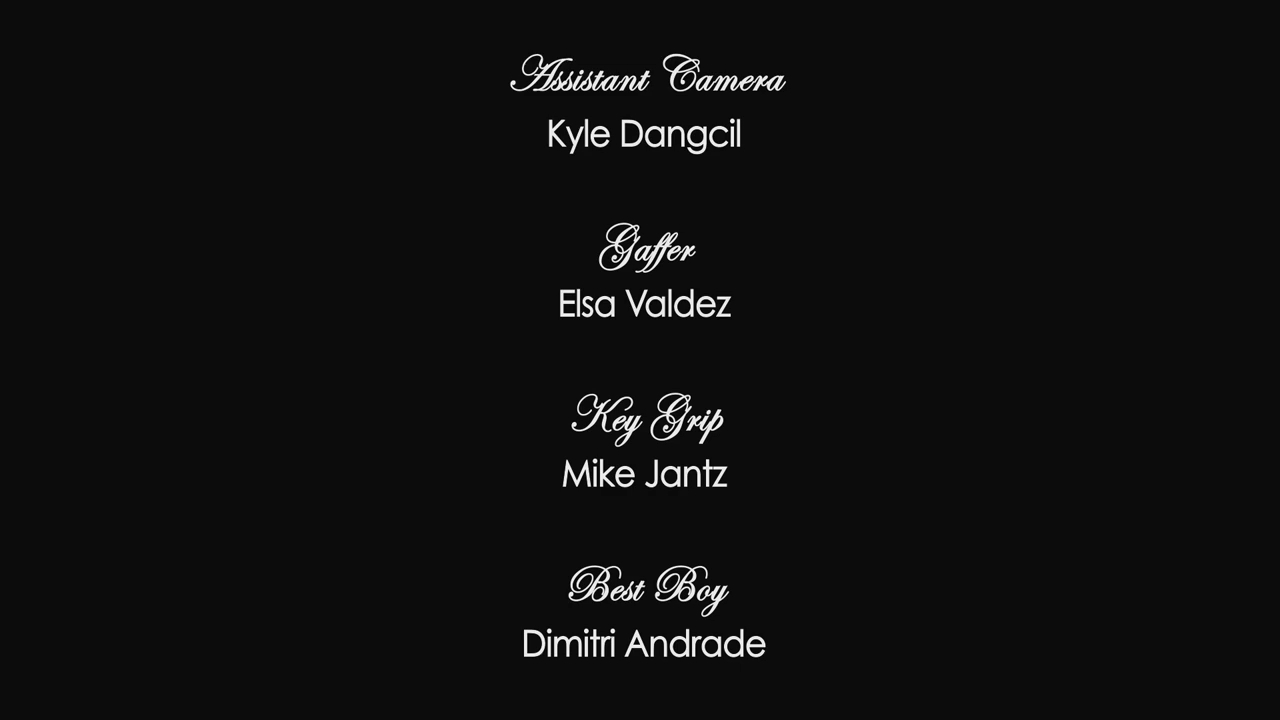 Assistant Camera
Kyle Dangcil
Gaffer
Elsa Valdez
Key Grip
Mike Jantz
Best Boy
Dimitri Andrade